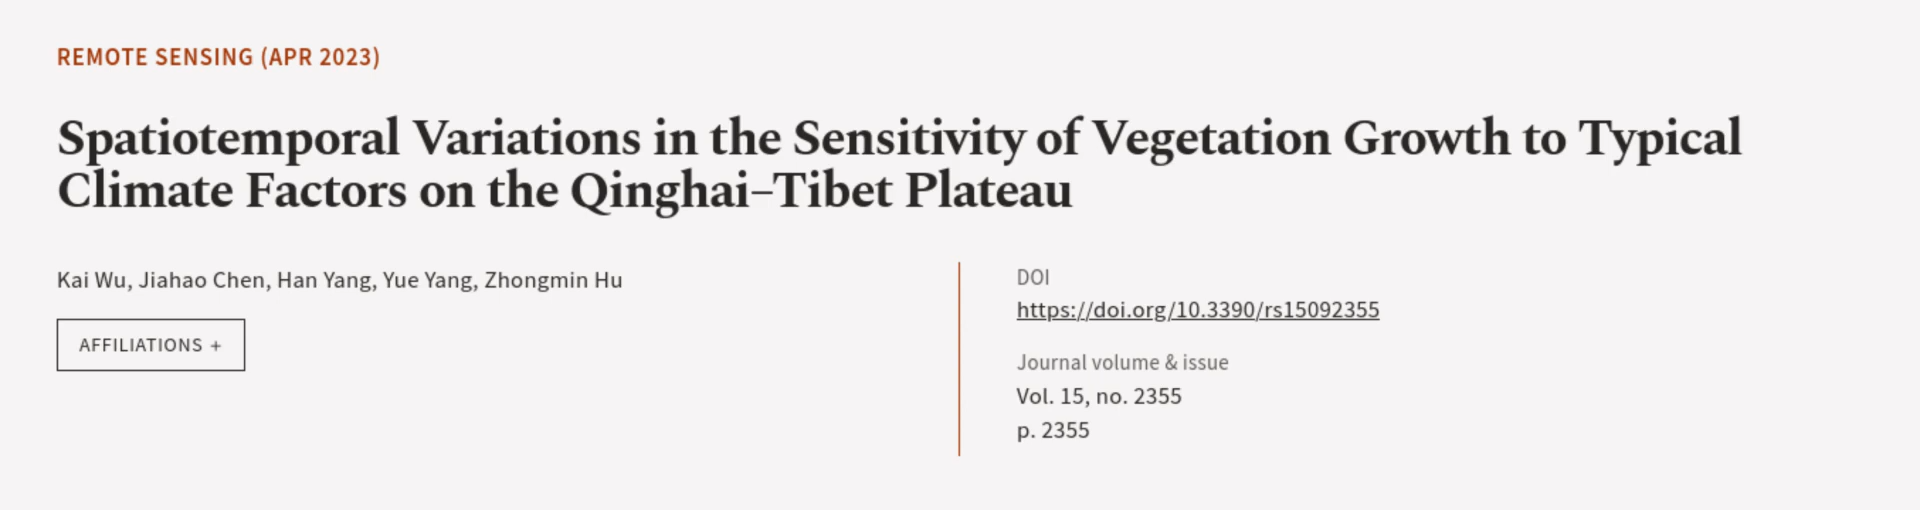 REMOTE SENSING (APR 2023)
Spatiotemporal Variations in the Sensitivity of Vegetation Growth to Typical
Climate Factors on the Qinghai–Tibet Plateau
Kai Wu, Jiahao Chen, Han Yang, Yue Yang, Zhongmin Hu
AFFILIATIONS +
DOI
https://doi.org/10.3390/rs15092355
Journal volume & issue
Vol. 15, no. 2355
p. 2355